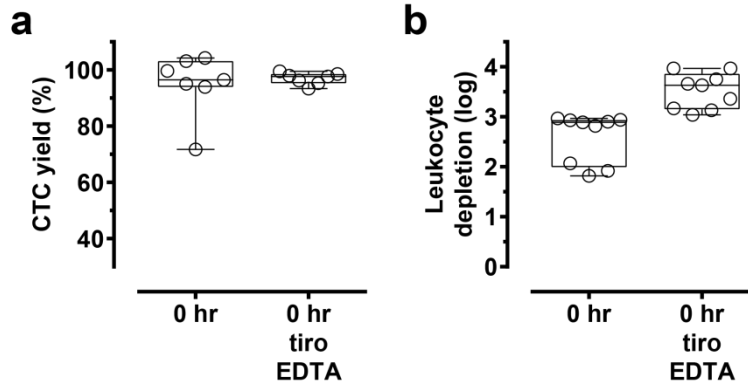 a
CTC yield (%)
100
80
60
40
0 hr
0 hr
tiro
EDTA
b
Leukocyte
depletion (log)
4
3
2
1
0
0 hr
0 hr
tiro
EDTA